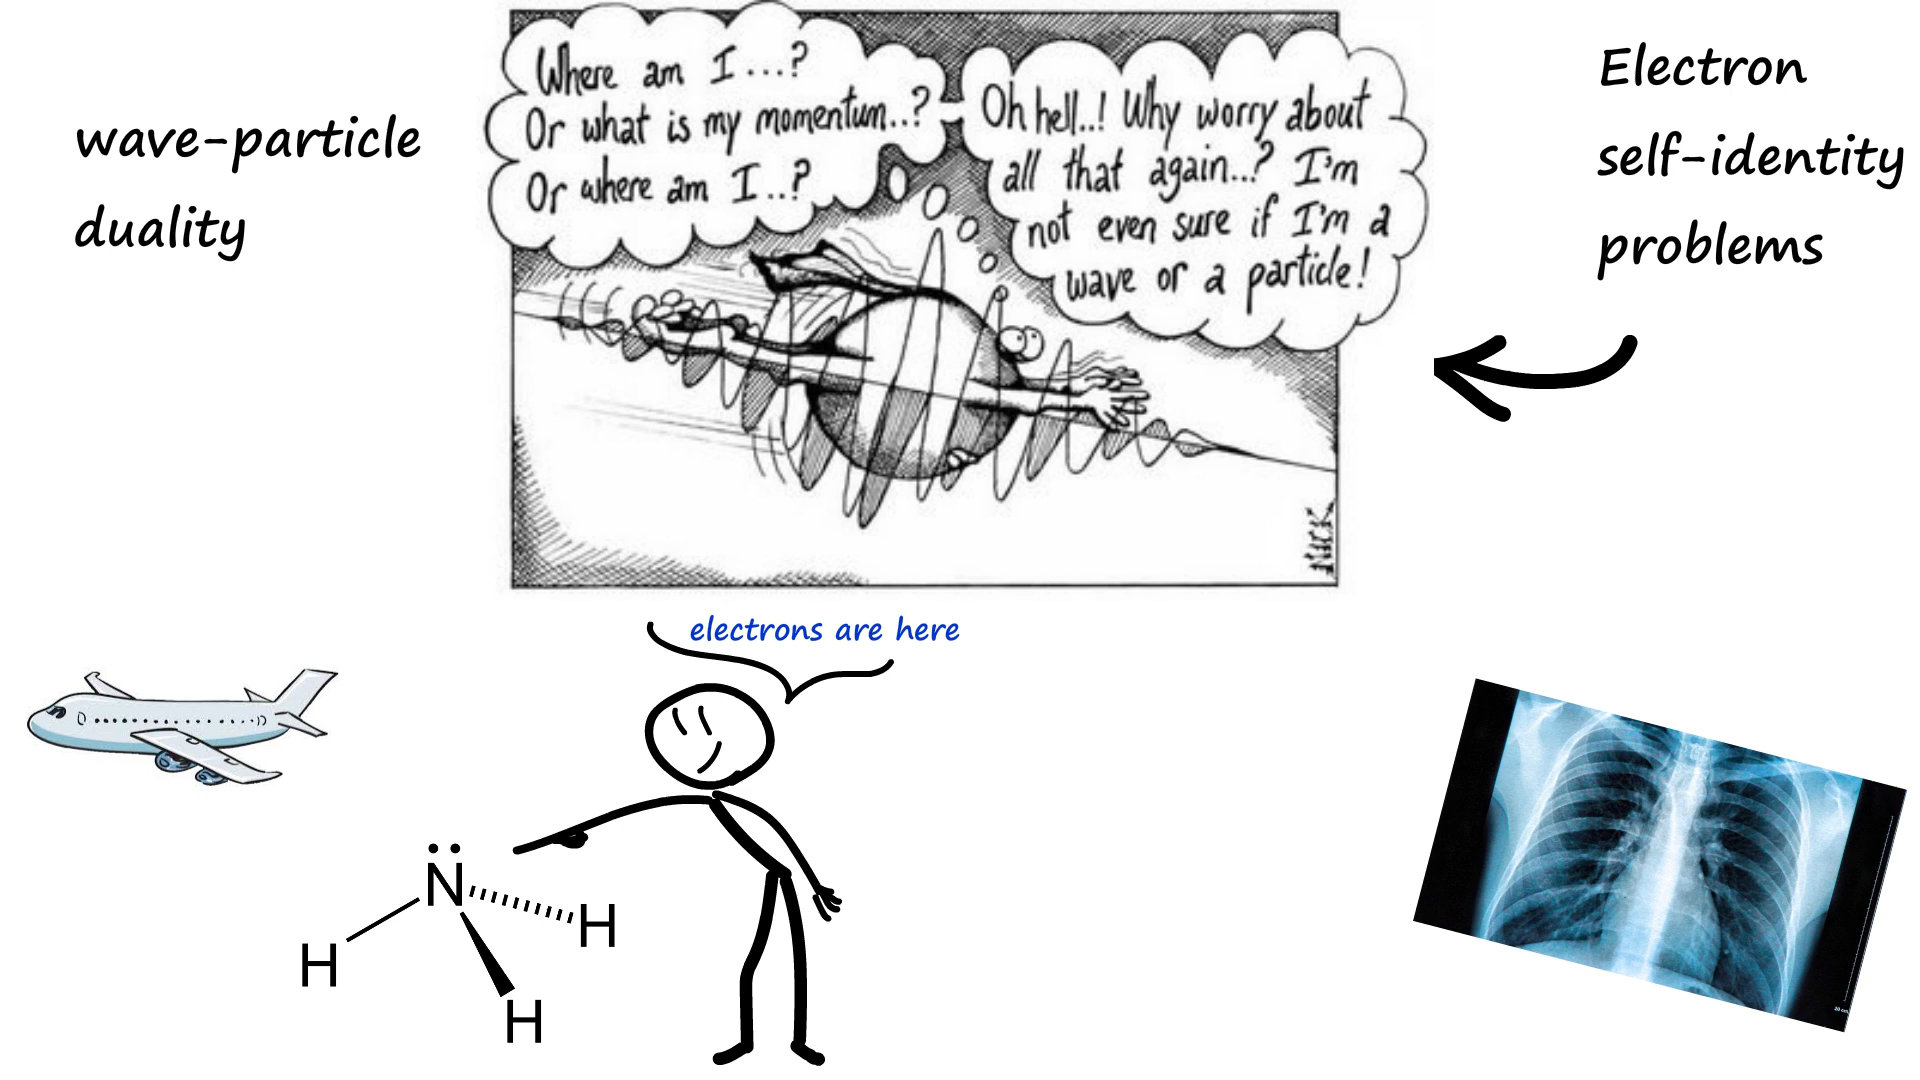 wave-particle
duality
Where am I...?
Or what is my momentum..?
Or where am I..?
Oh hell..! Why worry about
all that again..? I'm
not even sure if I'm a
wave or a particle!
Electron
self-identity
problems
NICK
electrons are here
N
H
H
H